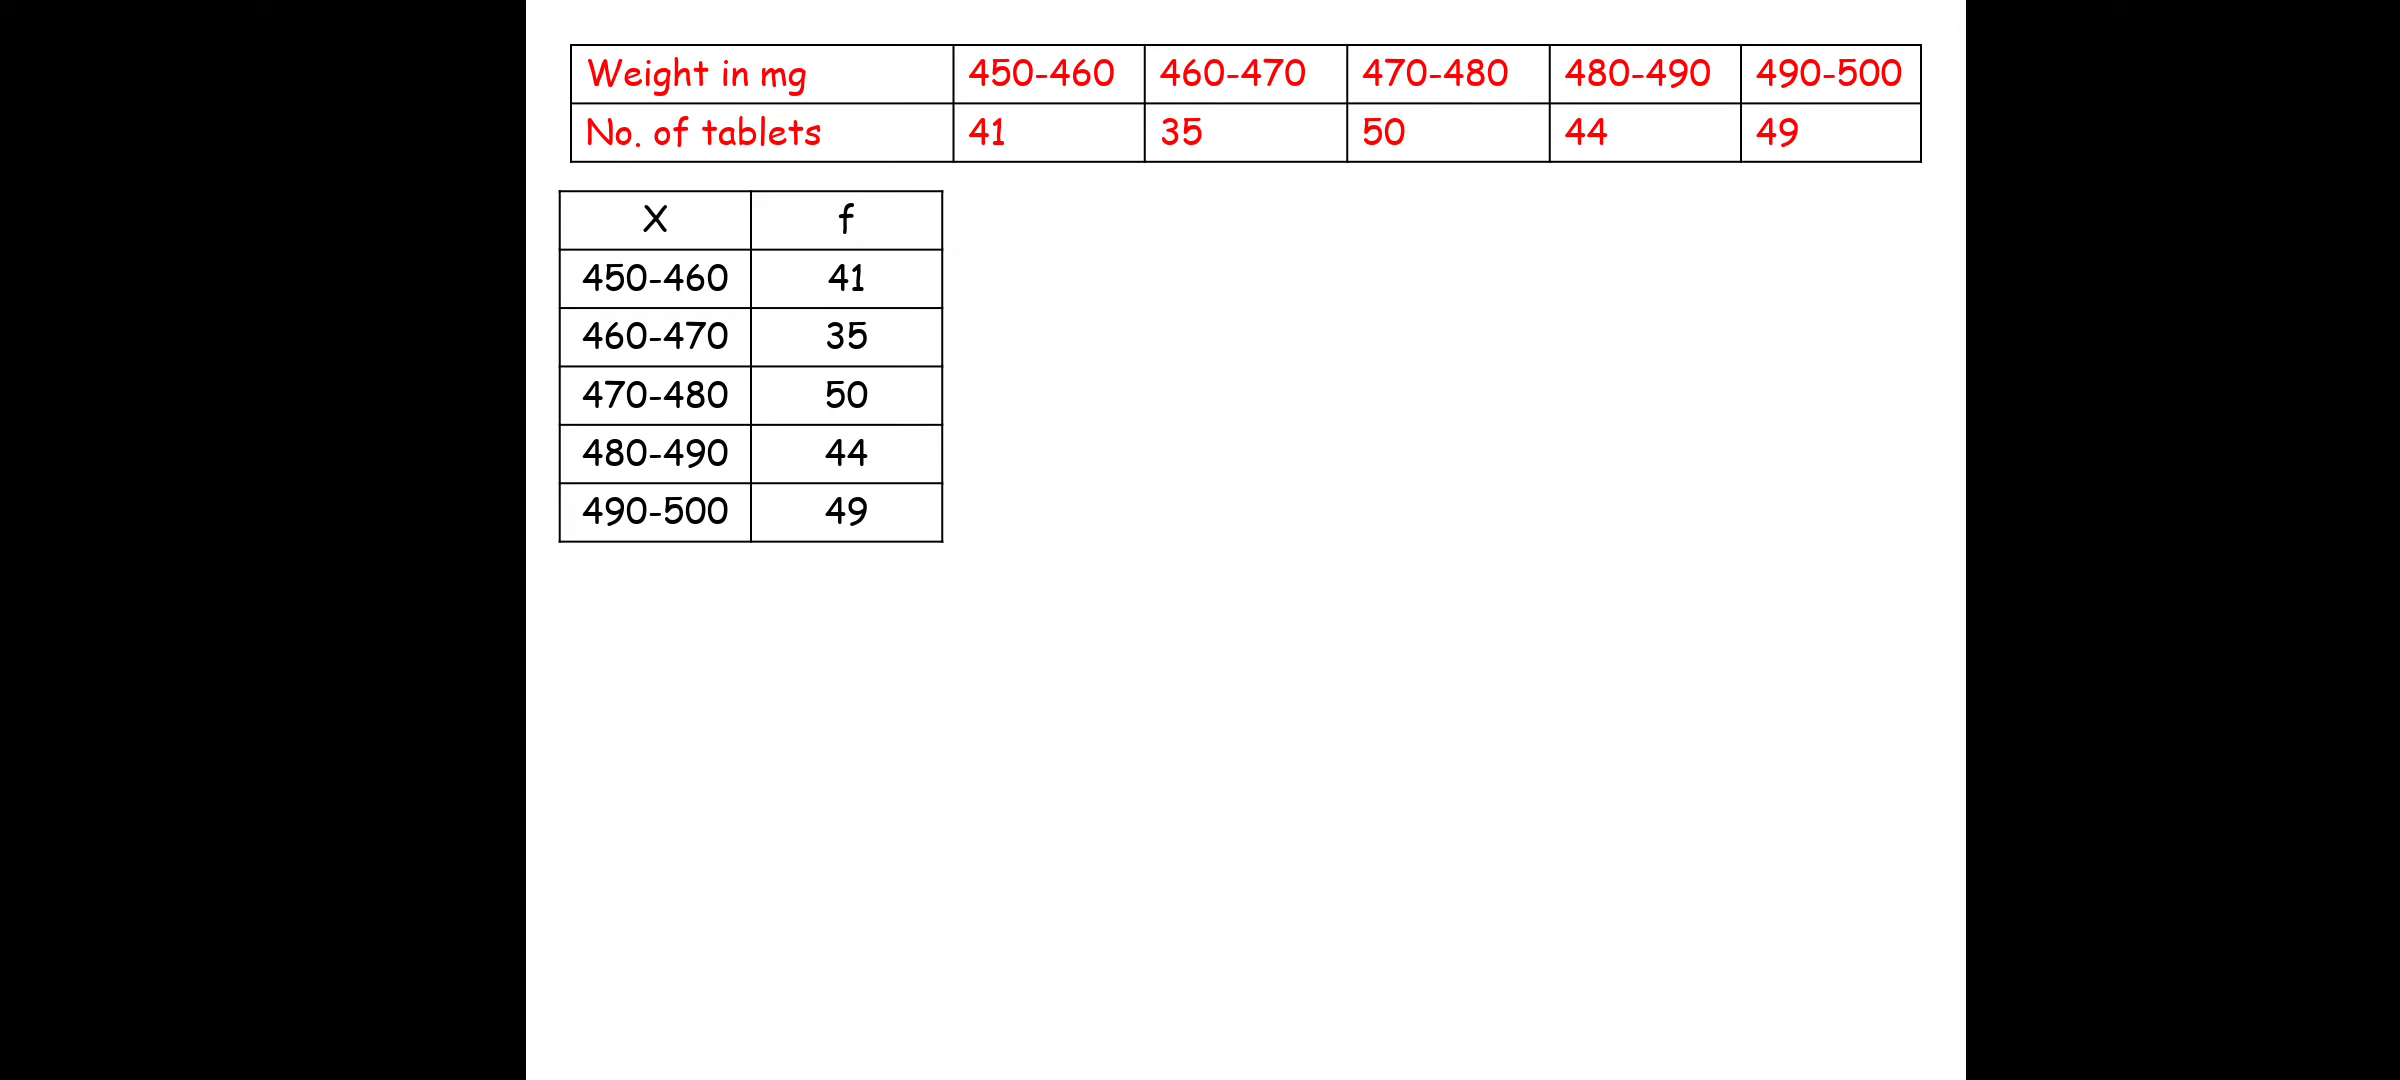 Weight in mg 450-460 460-470 470-480 480-490 490-500
No. of tablets 41 35 50 44 49
X f
450-460 41
460-470 35
470-480 50
480-490 44
490-500 49